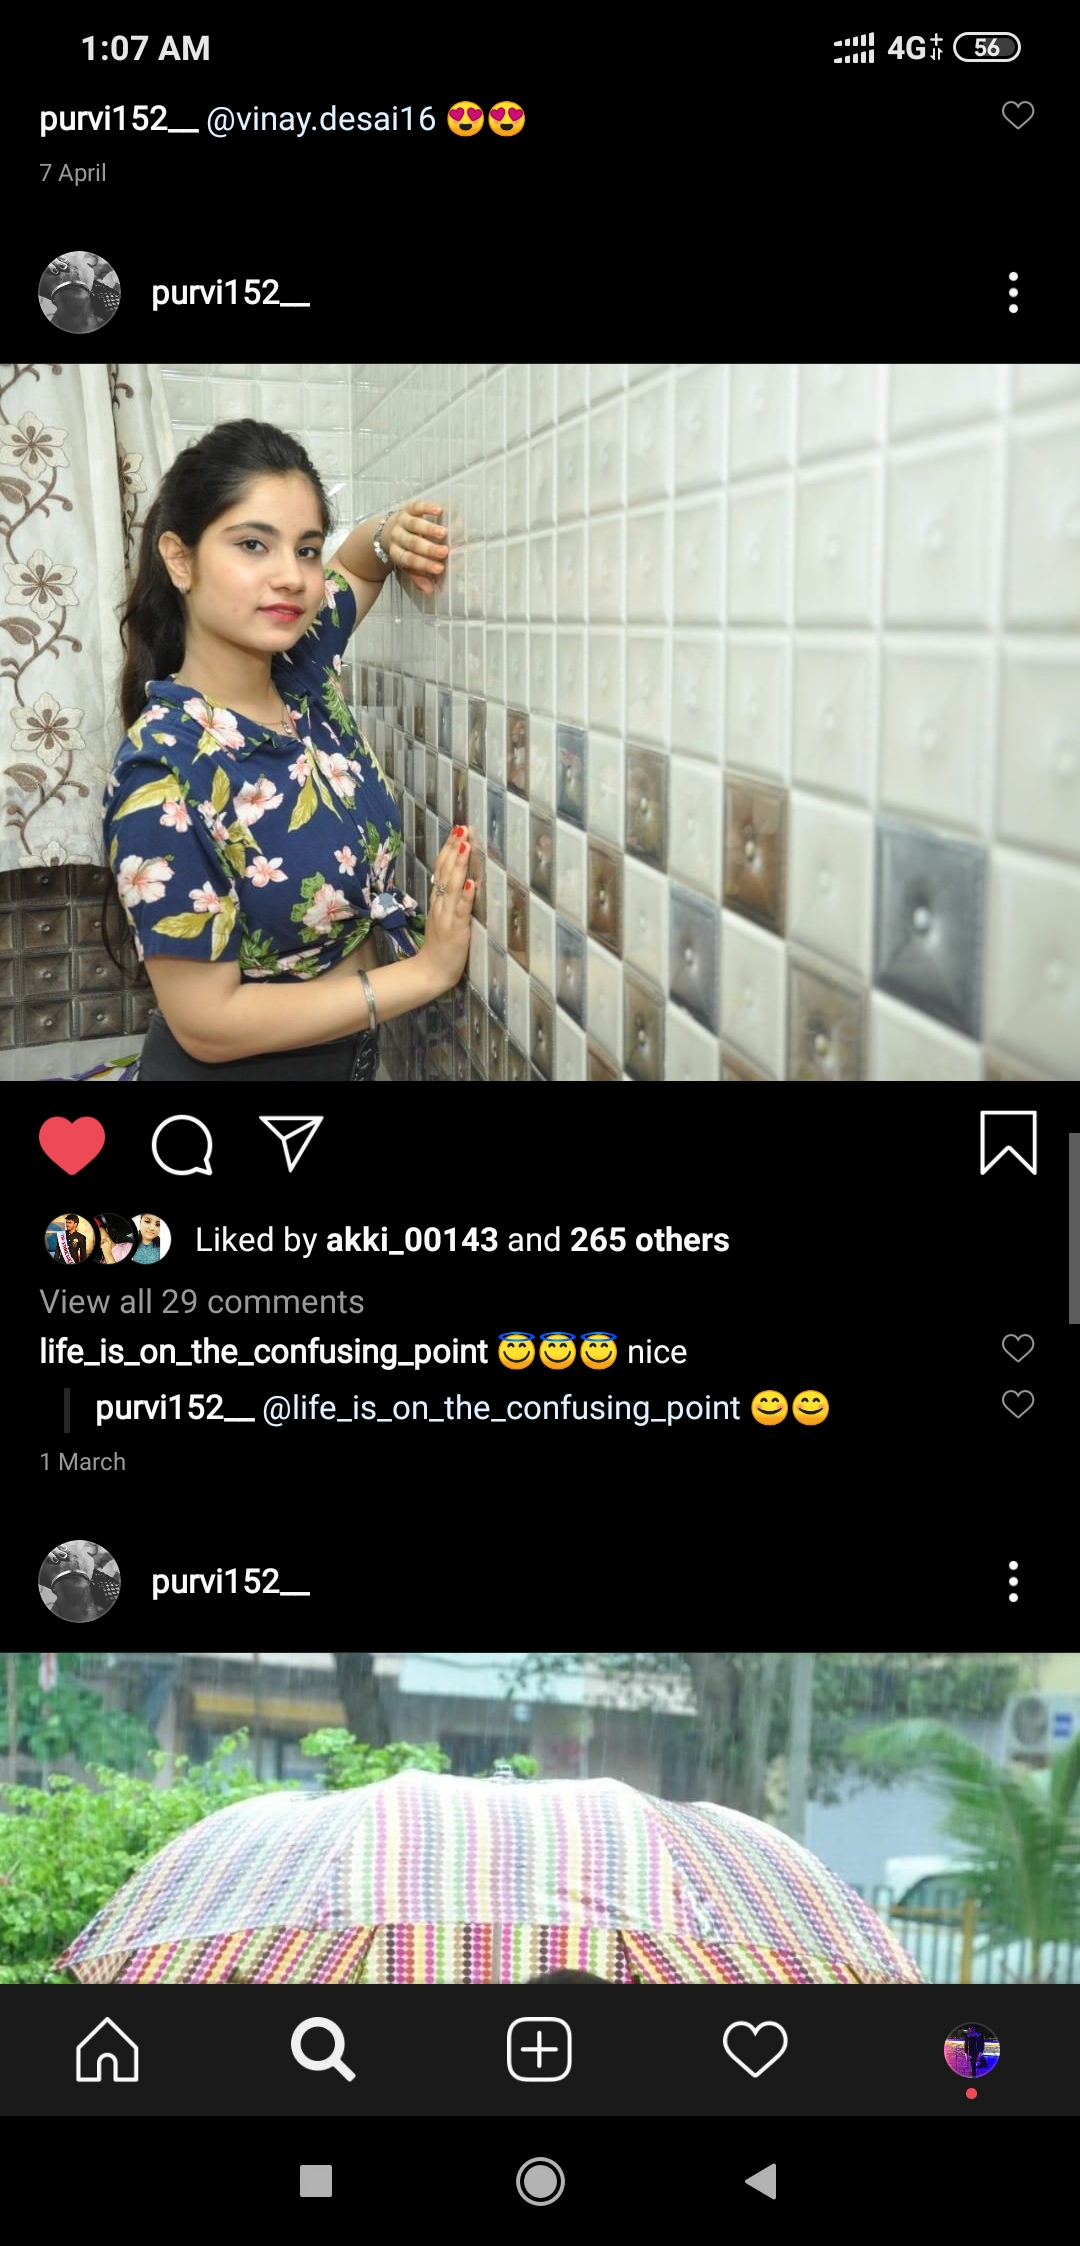 1:07 AM 4G 56
purvi152__ @vinay.desai16 😍😍
7 April
purvi152__
Liked by akki_00143 and 265 others
View all 29 comments
life_is_on_the_confusing_point 😇😇😇 nice
purvi152__ @life_is_on_the_confusing_point 😊😊
1 March
purvi152__